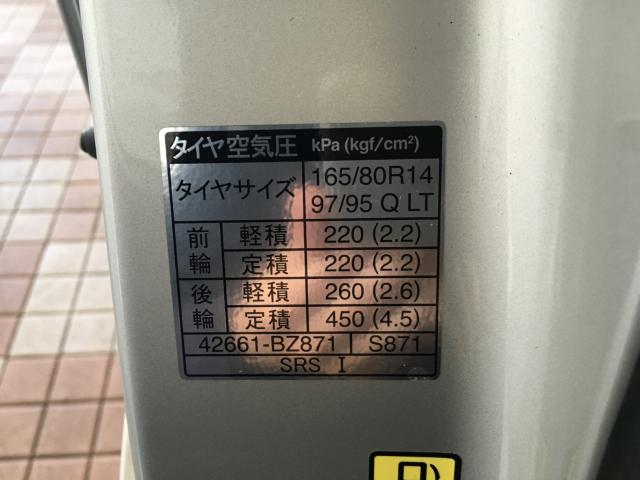 タイヤ空気圧 kPa (kgf/cm²)
タイヤサイズ 165/80R14
97/95 Q LT
前輪 軽積 220 (2.2)
定積 220 (2.2)
後輪 軽積 260 (2.6)
定積 450 (4.5)
42661-BZ871 S871
SRS I